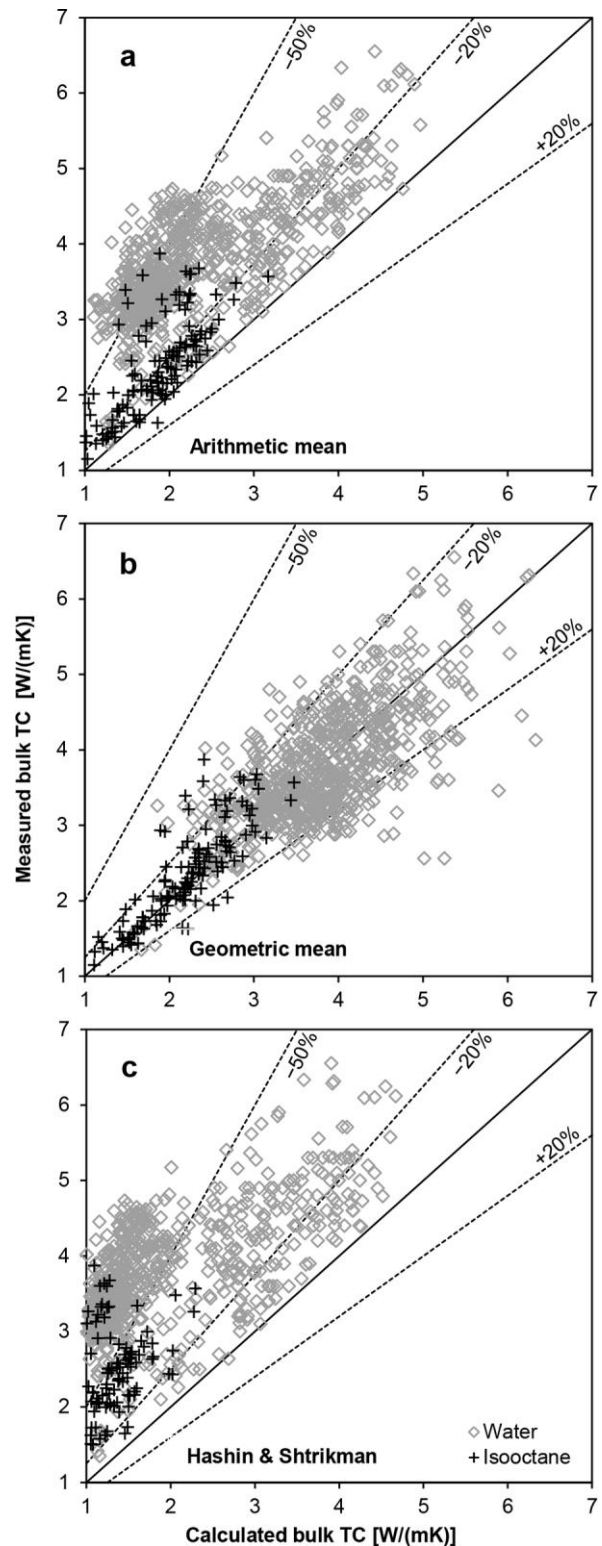 7
a
−50%
−20%
6
5
+20%
4
3
2
Arithmetic mean
1
1 2 3 4 5 6 7
7
b
−50%
−20%
6
5
+20%
4
3
2
Geometric mean
1
1 2 3 4 5 6 7
Measured bulk TC [W/(mK)]
7
c
−50%
−20%
6
5
+20%
4
3
2
Water
Hashin & Shtrikman
Isooctane
1
1 2 3 4 5 6 7
Calculated bulk TC [W/(mK)]